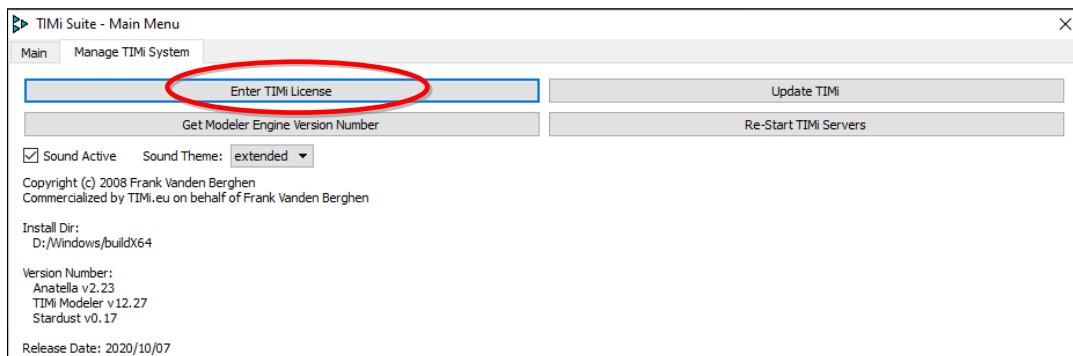 TIMi Suite - Main Menu
Main Manage TIMi System
Enter TIMi License Update TIMi
Get Modeler Engine Version Number Re-Start TIMi Servers
Sound Active Sound Theme: extended
Copyright (c) 2008 Frank Vanden Berghen
Commercialized by TIMi.eu on behalf of Frank Vanden Berghen
Install Dir:
D:/Windows/buildX64
Version Number:
Anatella v2.23
TIMi Modeler v12.27
Stardust v0.17
Release Date: 2020/10/07